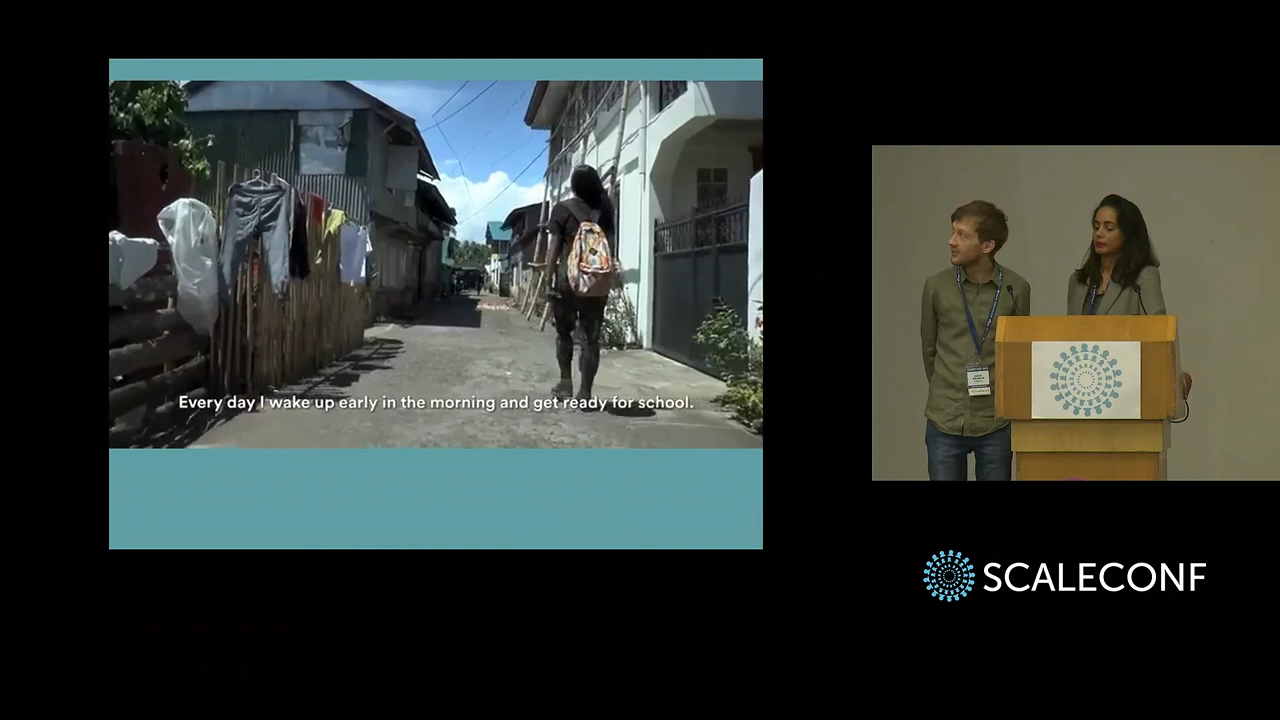 Every day I wake up early in the morning and get ready for school.
SCALECONF